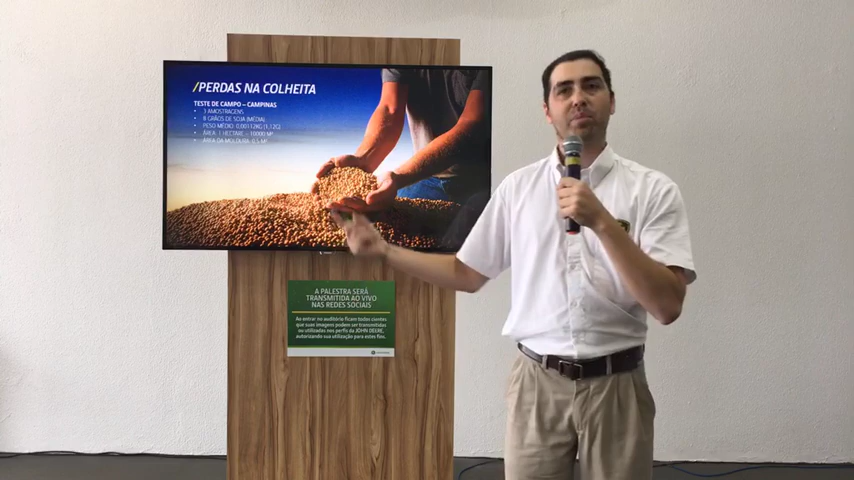 /PERDAS NA COLHEITA
TESTE DE CAMPO – CAMPINAS
• 3 AMOSTRAGENS
• 8 GRÃOS DE SOJA (MÉDIA)
• PESO MÉDIO: 0,00112KG (1,12G)
• ÁREA: 1 HECTARE – 10000 M²
• ÁREA DA MOLDURA: 0,5 M²
A PALESTRA SERÁ
TRANSMITIDA AO VIVO
NAS REDES SOCIAIS
Ao entrar no auditório ficam todos cientes
que suas imagens podem ser transmitidas
ou utilizadas nos perfis da JOHN DEERE,
autorizando sua utilização para estes fins.